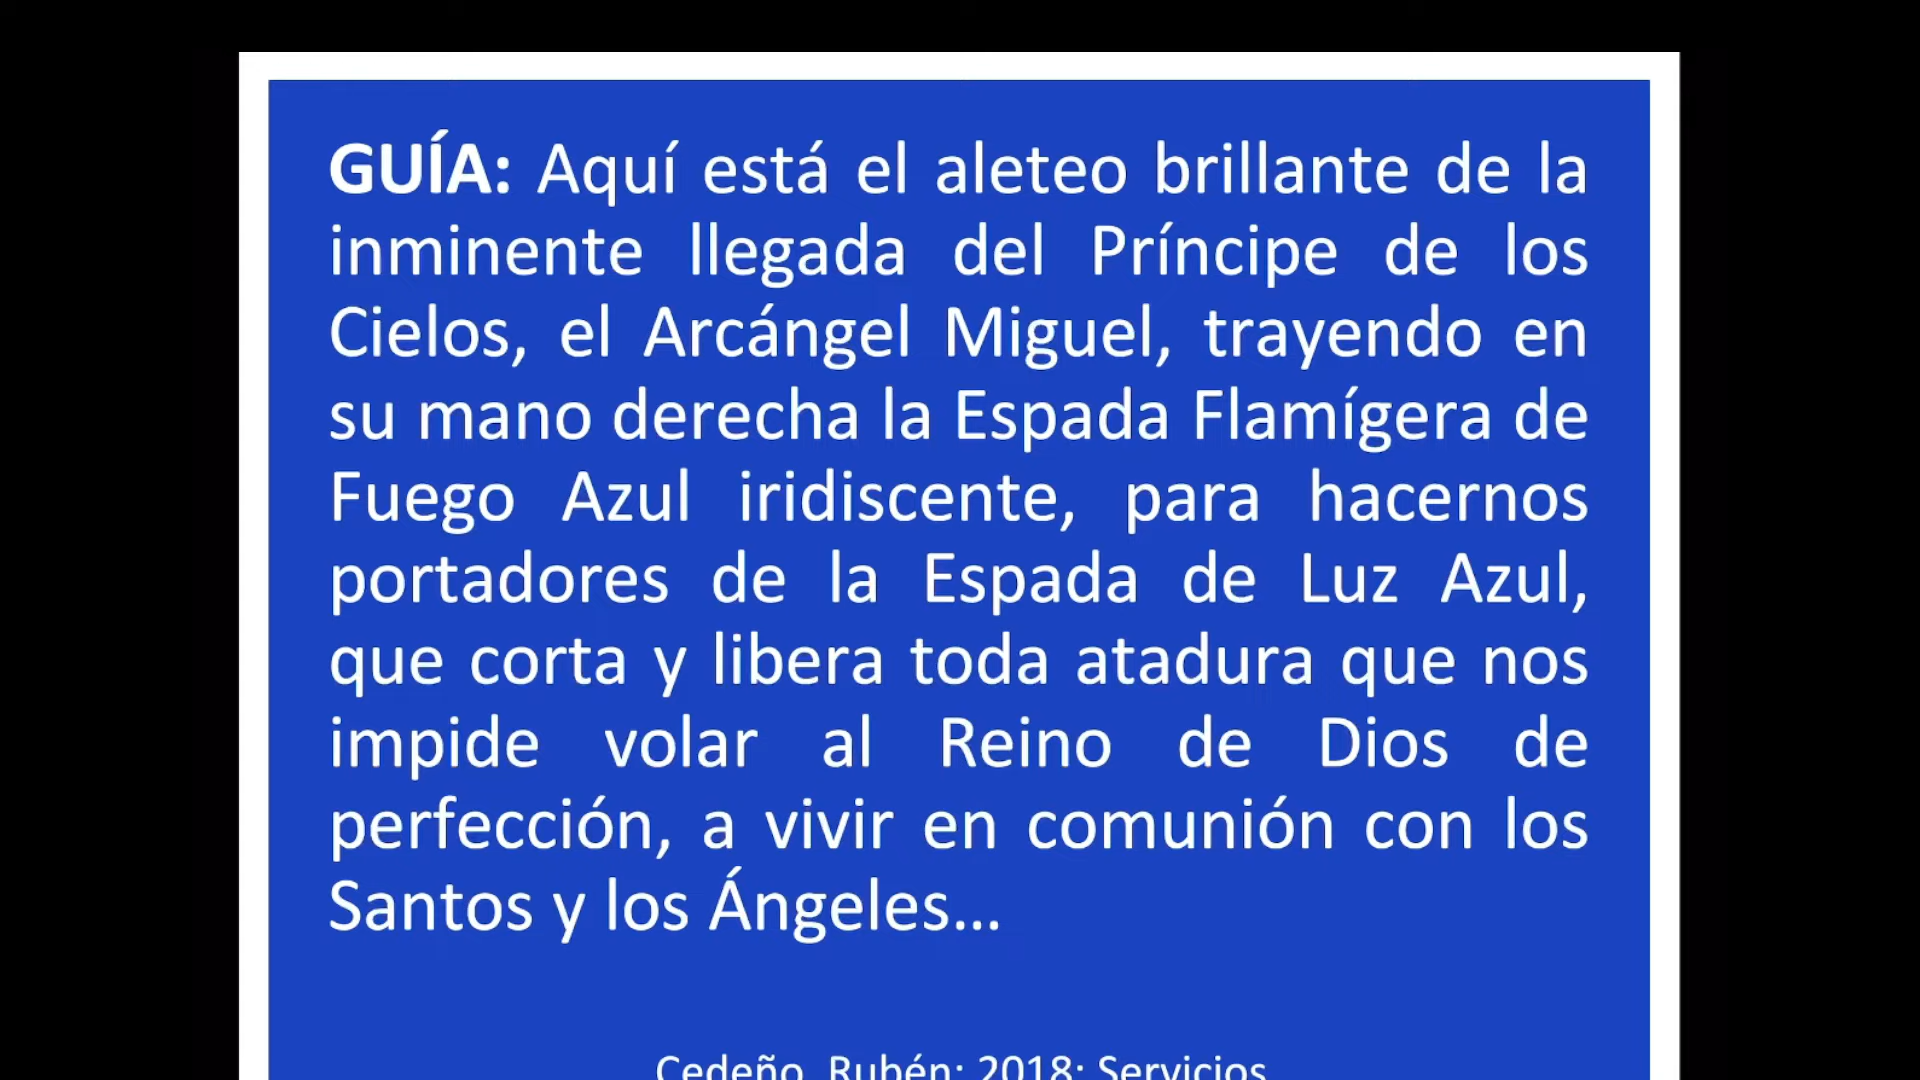 GUÍA: Aquí está el aleteo brillante de la
inminente llegada del Príncipe de los
Cielos, el Arcángel Miguel, trayendo en
su mano derecha la Espada Flamígera de
Fuego Azul iridiscente, para hacernos
portadores de la Espada de Luz Azul,
que corta y libera toda atadura que nos
impide volar al Reino de Dios de
perfección, a vivir en comunión con los
Santos y los Ángeles...
Cedeño, Rubén; 2018; Servicios